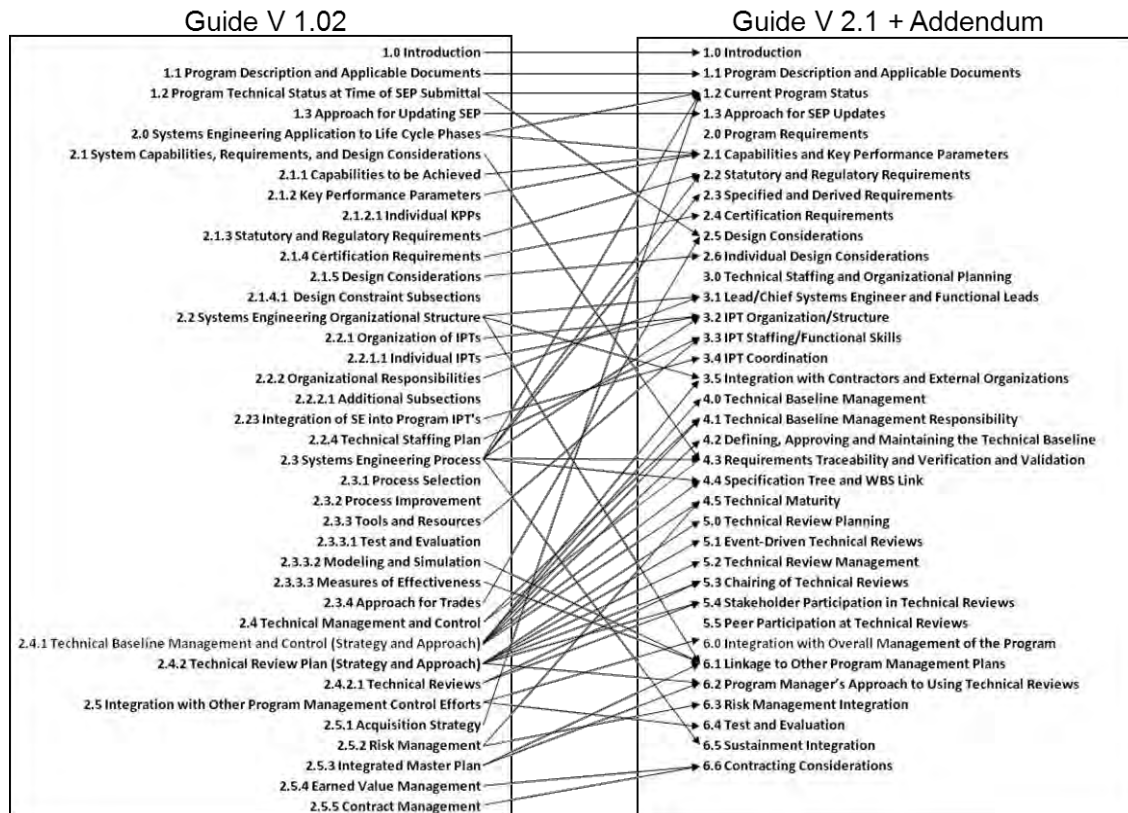 Guide V 1.02
1.0 Introduction
1.1 Program Description and Applicable Documents
1.2 Program Technical Status at Time of SEP Submittal
1.3 Approach for Updating SEP
2.0 Systems Engineering Application to Life Cycle Phases
2.1 System Capabilities, Requirements, and Design Considerations
2.1.1 Capabilities to be Achieved
2.1.2 Key Performance Parameters
2.1.2.1 Individual KPPs
2.1.3 Statutory and Regulatory Requirements
2.1.4 Certification Requirements
2.1.5 Design Considerations
2.1.4.1 Design Constraint Subsections
2.2 Systems Engineering Organizational Structure
2.2.1 Organization of IPTs
2.2.1.1 Individual IPTs
2.2.2 Organizational Responsibilities
2.2.2.1 Additional Subsections
2.23 Integration of SE into Program IPT's
2.2.4 Technical Staffing Plan
2.3 Systems Engineering Process
2.3.1 Process Selection
2.3.2 Process Improvement
2.3.3 Tools and Resources
2.3.3.1 Test and Evaluation
2.3.3.2 Modeling and Simulation
2.3.3.3 Measures of Effectiveness
2.3.4 Approach for Trades
2.4 Technical Management and Control
2.4.1 Technical Baseline Management and Control (Strategy and Approach)
2.4.2 Technical Review Plan (Strategy and Approach)
2.4.2.1 Technical Reviews
2.5 Integration with Other Program Management Control Efforts
2.5.1 Acquisition Strategy
2.5.2 Risk Management
2.5.3 Integrated Master Plan
2.5.4 Earned Value Management
2.5.5 Contract Management
Guide V 2.1 + Addendum
1.0 Introduction
1.1 Program Description and Applicable Documents
1.2 Current Program Status
1.3 Approach for SEP Updates
2.0 Program Requirements
2.1 Capabilities and Key Performance Parameters
2.2 Statutory and Regulatory Requirements
2.3 Specified and Derived Requirements
2.4 Certification Requirements
2.5 Design Considerations
2.6 Individual Design Considerations
3.0 Technical Staffing and Organizational Planning
3.1 Lead/Chief Systems Engineer and Functional Leads
3.2 IPT Organization/Structure
3.3 IPT Staffing/Functional Skills
3.4 IPT Coordination
3.5 Integration with Contractors and External Organizations
4.0 Technical Baseline Management
4.1 Technical Baseline Management Responsibility
4.2 Defining, Approving and Maintaining the Technical Baseline
4.3 Requirements Traceability and Verification and Validation
4.4 Specification Tree and WBS Link
4.5 Technical Maturity
5.0 Technical Review Planning
5.1 Event-Driven Technical Reviews
5.2 Technical Review Management
5.3 Chairing of Technical Reviews
5.4 Stakeholder Participation in Technical Reviews
5.5 Peer Participation at Technical Reviews
6.0 Integration with Overall Management of the Program
6.1 Linkage to Other Program Management Plans
6.2 Program Manager's Approach to Using Technical Reviews
6.3 Risk Management Integration
6.4 Test and Evaluation
6.5 Sustainment Integration
6.6 Contracting Considerations